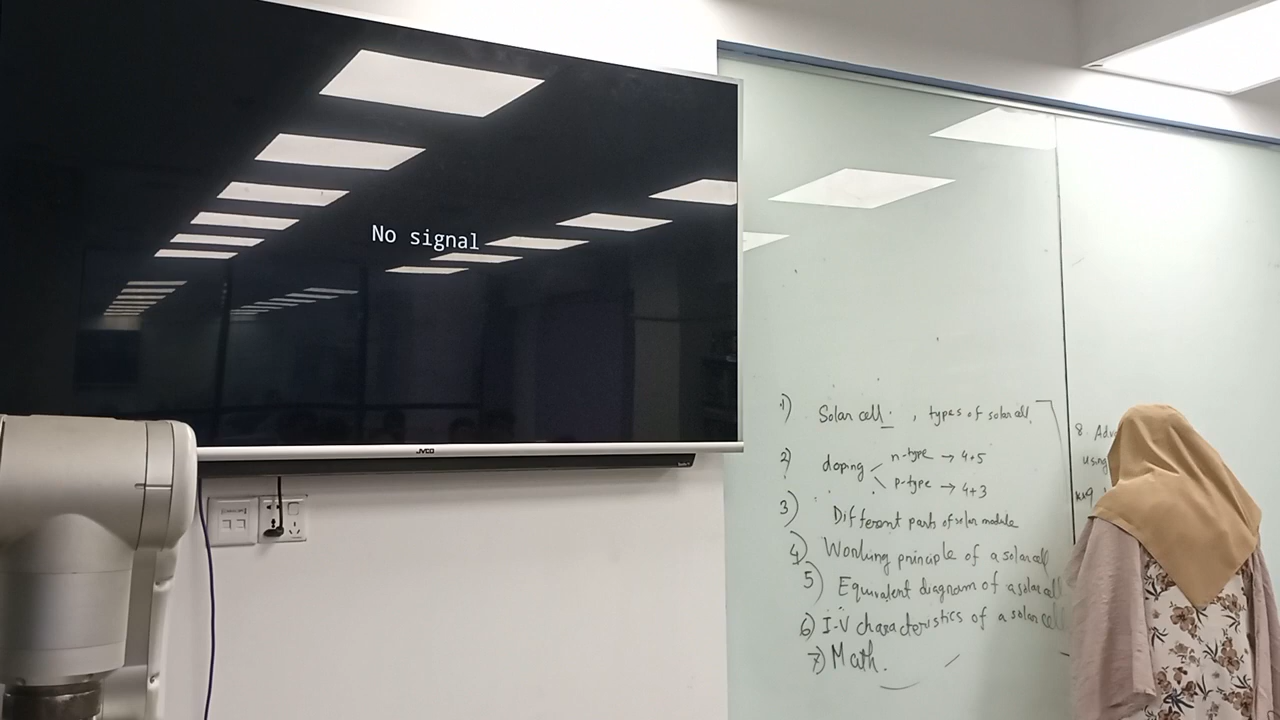 No signal
JVCO
1) Solar cell , types of solar cell
2) doping n-type → 4+5
p-type → 4+3
3) Different parts of solar module
4) Working principle of a solar cell
5) Equivalent diagram of a solar cell
6) I-V characteristics of a solar cell
7) Math.
8. Adv
using